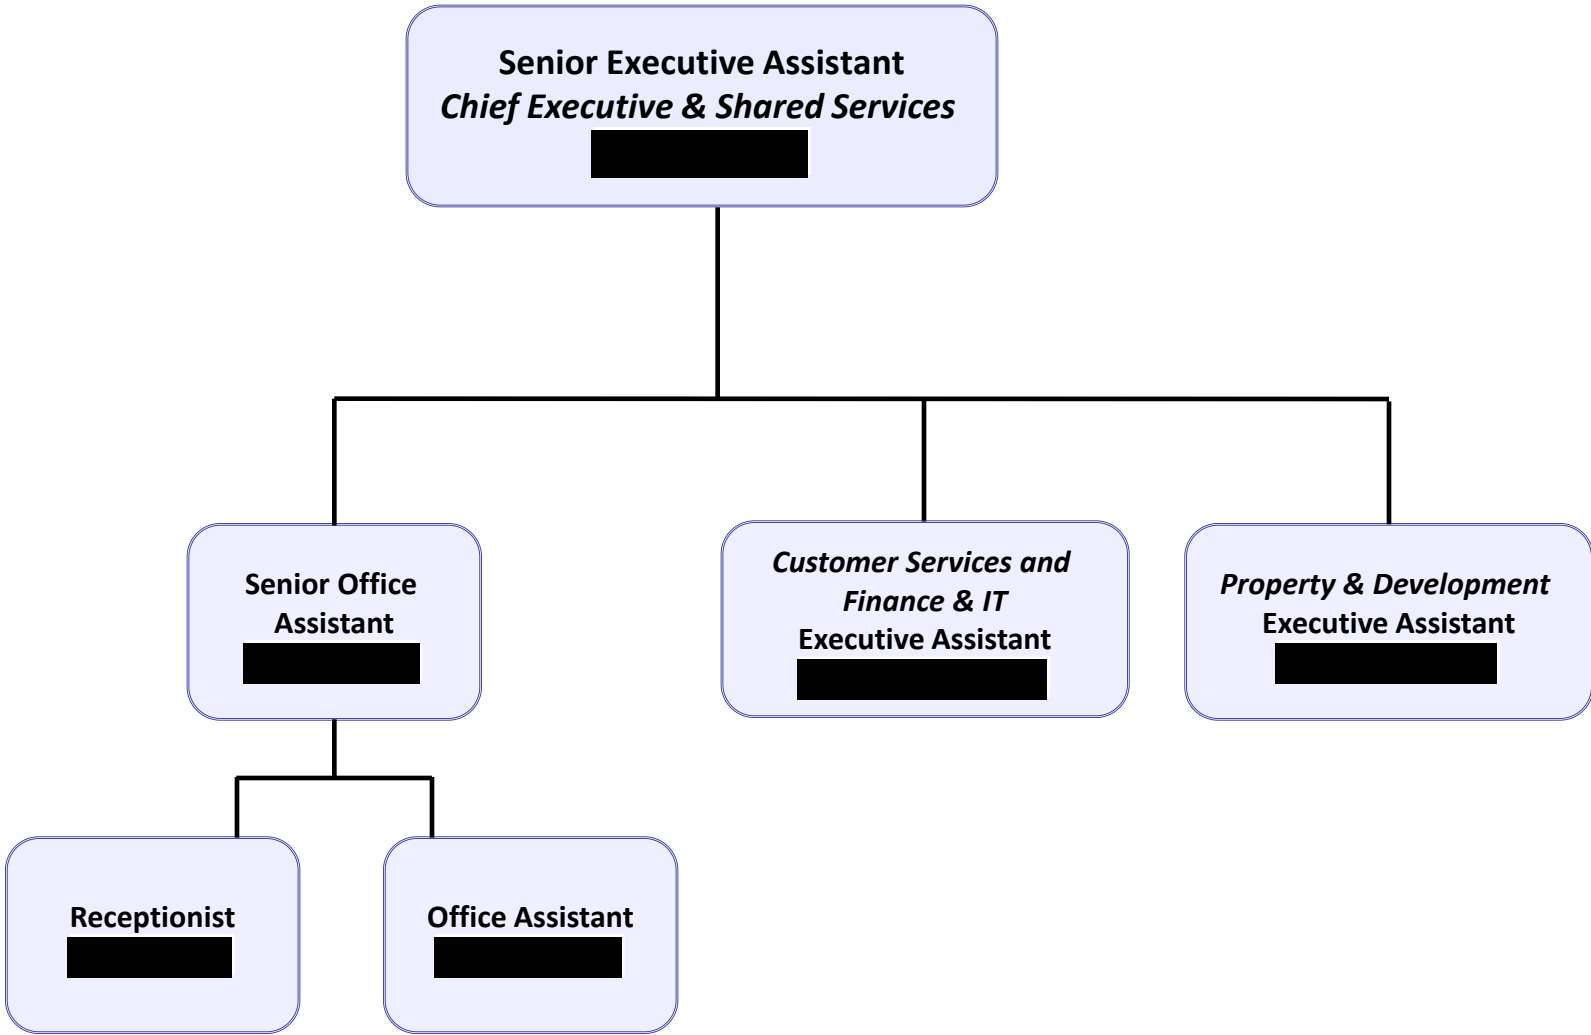 Senior Executive Assistant
Chief Executive & Shared Services
Senior Office
Assistant
Customer Services and
Finance & IT
Executive Assistant
Property & Development
Executive Assistant
Receptionist
Office Assistant